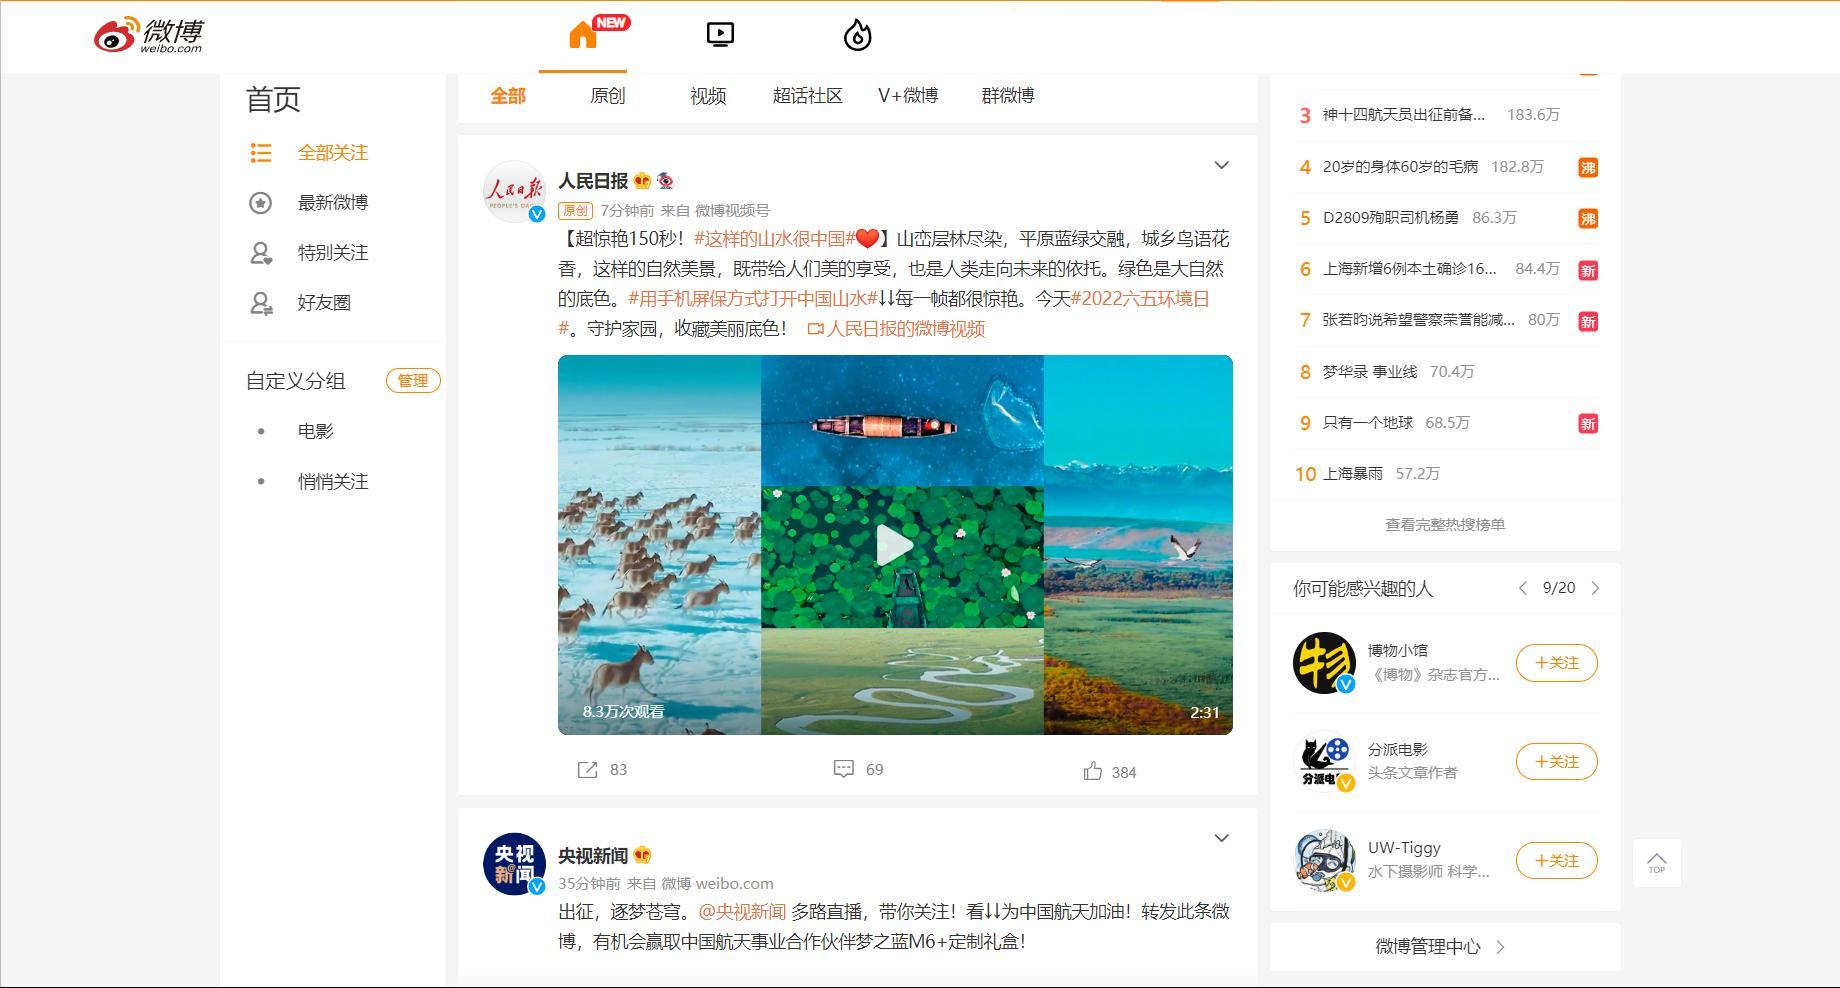 微博
weibo.com
NEW
首页
全部关注
最新微博
特别关注
好友圈
自定义分组 管理
电影
悄悄关注
全部 原创 视频 超话社区 V+微博 群微博
人民日报
PEOPLE'S DAILY
人民日报
原创 7分钟前 来自 微博视频号
【超惊艳150秒！#这样的山水很中国#❤️】山峦层林尽染，平原蓝绿交融，城乡鸟语花
香，这样的自然美景，既带给人们美的享受，也是人类走向未来的依托。绿色是大自然
的底色。#用手机屏保方式打开中国山水#↓↓每一帧都很惊艳。今天#2022六五环境日
#。守护家园，收藏美丽底色！ 人民日报的微博视频
8.3万次观看 2:31
83 69 384
央视
新闻
央视新闻
35分钟前 来自 微博 weibo.com
出征，逐梦苍穹。@央视新闻 多路直播，带你关注！看↓↓为中国航天加油！转发此条微
博，有机会赢取中国航天事业合作伙伴梦之蓝M6+定制礼盒！
3 神十四航天员出征前备... 183.6万
4 20岁的身体60岁的毛病 182.8万 沸
5 D2809殉职司机杨勇 86.3万 沸
6 上海新增6例本土确诊16... 84.4万 新
7 张若昀说希望警察荣誉能减... 80万 新
8 梦华录 事业线 70.4万
9 只有一个地球 68.5万 新
10 上海暴雨 57.2万
查看完整热搜榜单
你可能感兴趣的人 9/20
物
博物小馆
《博物》杂志官方... +关注
分派电
分派电影
头条文章作者 +关注
UW-Tiggy
水下摄影师 科学... +关注
微博管理中心
TOP